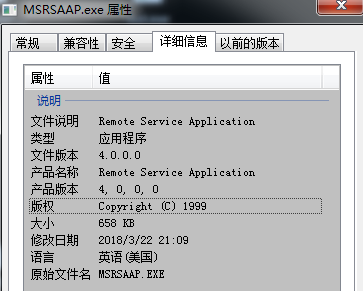 MSRSAAP.exe 属性
常规 兼容性 安全 详细信息 以前的版本
属性 值
说明
文件说明 Remote Service Application
类型 应用程序
文件版本 4.0.0.0
产品名称 Remote Service Application
产品版本 4, 0, 0, 0
版权 Copyright (C) 1999
大小 658 KB
修改日期 2018/3/22 21:09
语言 英语(美国)
原始文件名 MSRSAAP.EXE